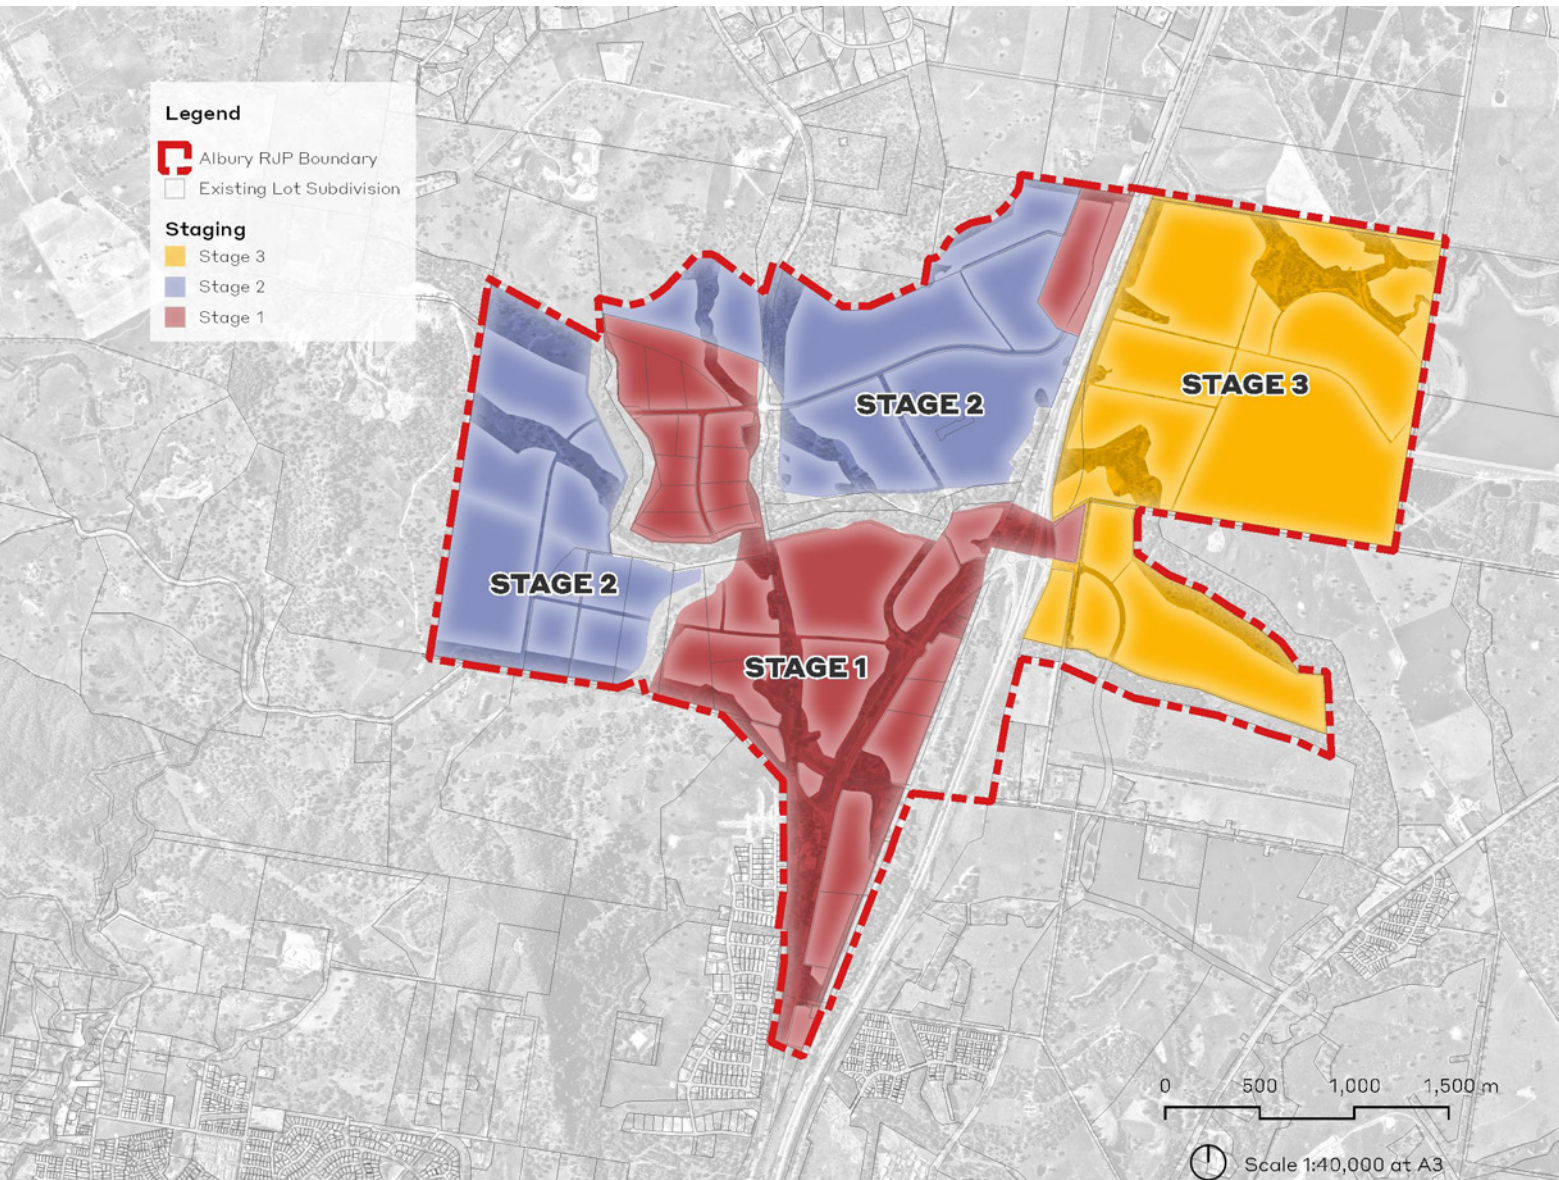 Legend
Albury RJP Boundary
Existing Lot Subdivision
Staging
Stage 3
Stage 2
Stage 1
STAGE 3
STAGE 2
STAGE 2
STAGE 1
0 500 1,000 1,500 m
Scale 1:40,000 at A3